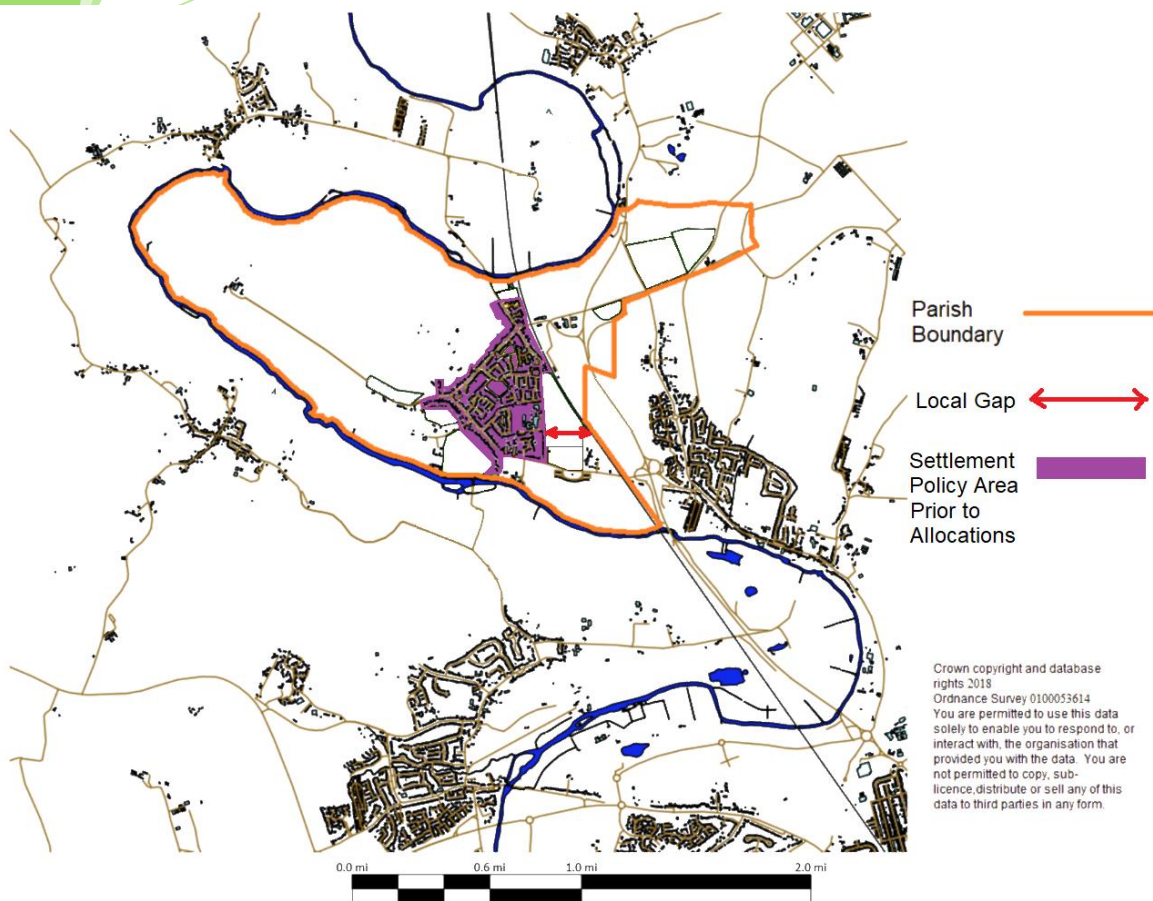 Parish
Boundary
Local Gap
Settlement
Policy Area
Prior to
Allocations
Crown copyright and database
rights 2018
Ordnance Survey 0100053614
You are permitted to use this data
solely to enable you to respond to, or
interact with, the organisation that
provided you with the data. You are
not permitted to copy, sub-
licence,distribute or sell any of this
data to third parties in any form.
0.0 mi 0.6 mi 1.0 mi 2.0 mi